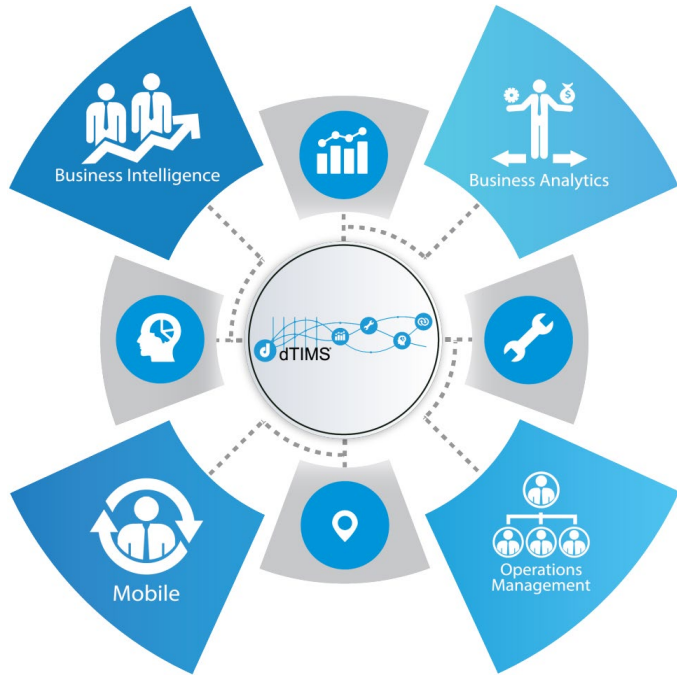 Business Intelligence
Business Analytics
d dTIMS
Mobile
Operations
Management